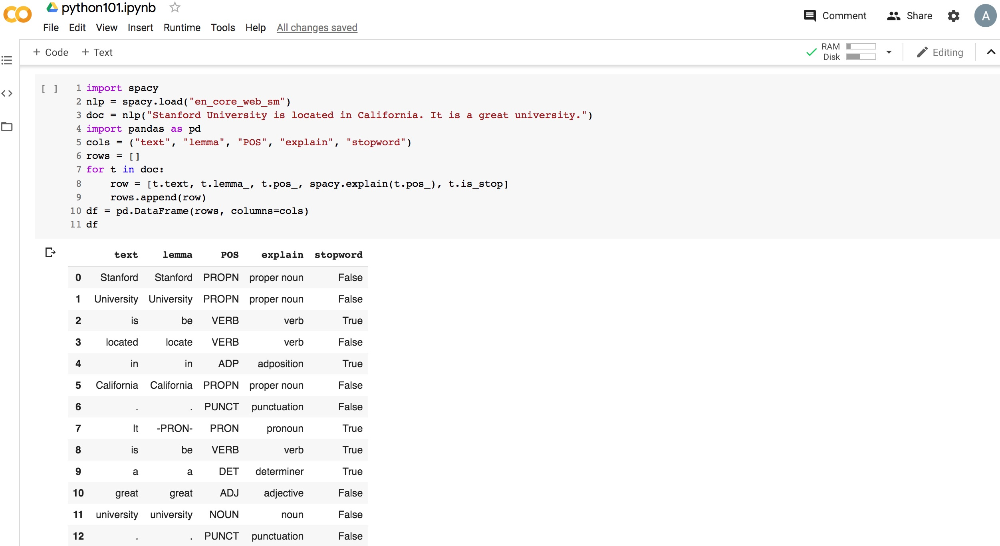 python101.ipynb
File Edit View Insert Runtime Tools Help All changes saved
Comment Share A
+ Code + Text
RAM
Disk
Editing
[ ] 1 import spacy
2 nlp = spacy.load("en_core_web_sm")
3 doc = nlp("Stanford University is located in California. It is a great university.")
4 import pandas as pd
5 cols = ("text", "lemma", "POS", "explain", "stopword")
6 rows = []
7 for t in doc:
8     row = [t.text, t.lemma_, t.pos_, spacy.explain(t.pos_), t.is_stop]
9     rows.append(row)
10 df = pd.DataFrame(rows, columns=cols)
11 df
text lemma POS explain stopword
0 Stanford Stanford PROPN proper noun False
1 University University PROPN proper noun False
2 is be VERB verb True
3 located locate VERB verb False
4 in in ADP adposition True
5 California California PROPN proper noun False
6 . . PUNCT punctuation False
7 It -PRON- PRON pronoun True
8 is be VERB verb True
9 a a DET determiner True
10 great great ADJ adjective False
11 university university NOUN noun False
12 . . PUNCT punctuation False